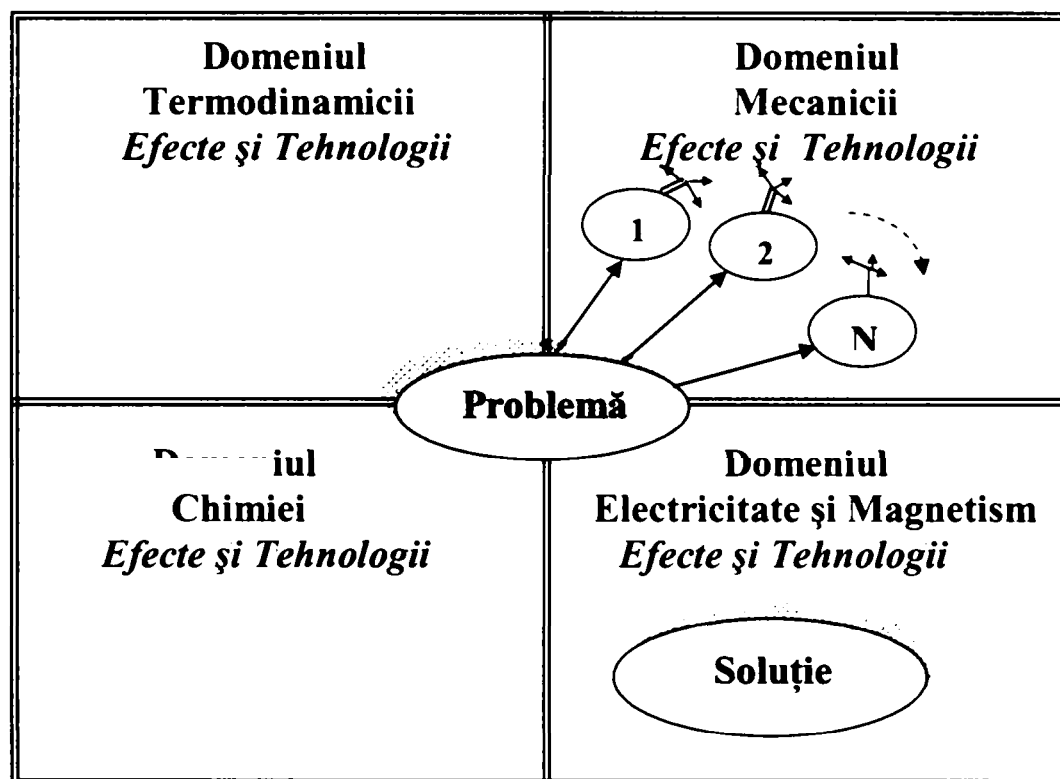 Domeniul
Termodinamicii
Efecte şi Tehnologii
Domeniul
Mecanicii
Efecte şi Tehnologii
1
2
N
Problemă
Chimiei
Efecte şi Tehnologii
Domeniul
Electricitate şi Magnetism
Efecte şi Tehnologii
Soluţie